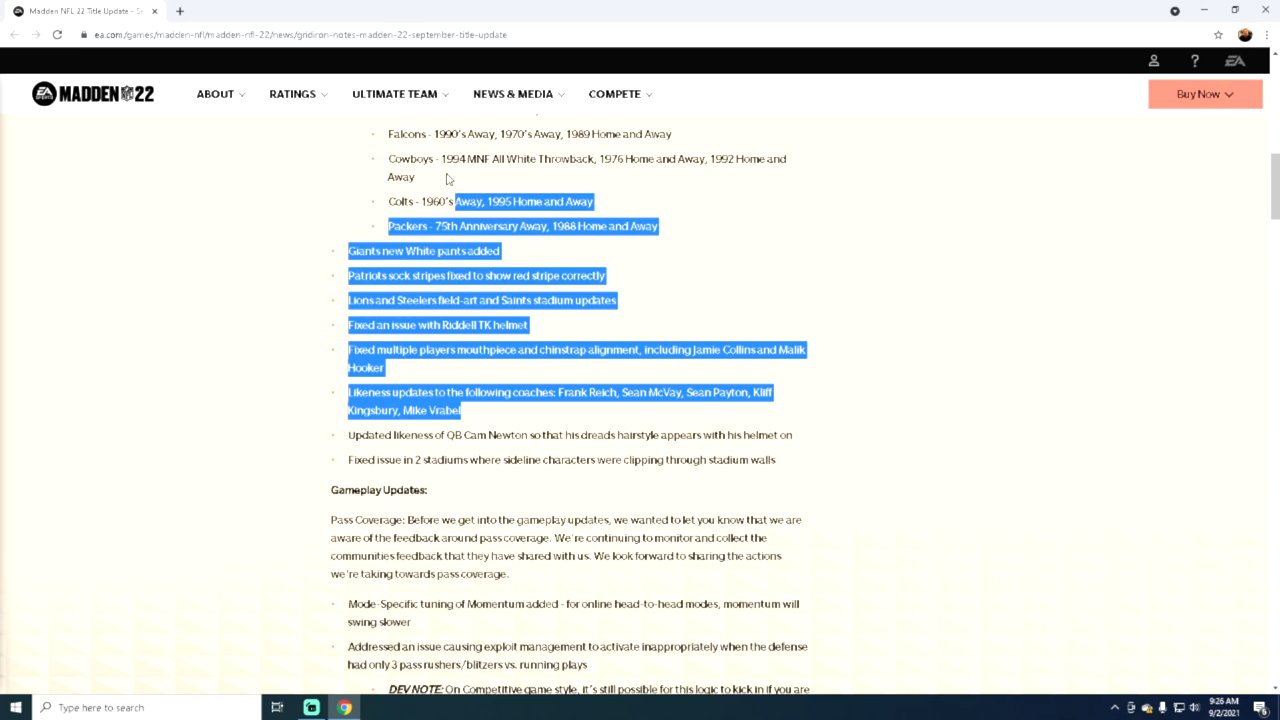 Madden NFL 22 Title Update - S
ea.com/games/madden-nfl/madden-nfl-22/news/gridiron-notes-madden-22-september-title-update
EA SPORTS MADDEN NFL 22
ABOUT
RATINGS
ULTIMATE TEAM
NEWS & MEDIA
COMPETE
Buy Now
Falcons - 1990's Away, 1970's Away, 1989 Home and Away
Cowboys - 1994 MNF All White Throwback, 1976 Home and Away, 1992 Home and
Away
Colts - 1960's Away, 1995 Home and Away
Packers - 75th Anniversary Away, 1988 Home and Away
Giants new White pants added
Patriots sock stripes fixed to show red stripe correctly
Lions and Steelers field-art and Saints stadium updates
Fixed an issue with Riddell TK helmet
Fixed multiple players mouthpiece and chinstrap alignment, including Jamie Collins and Malik
Hooker
Likeness updates to the following coaches: Frank Reich, Sean McVay, Sean Payton, Kliff
Kingsbury, Mike Vrabel
Updated likeness of QB Cam Newton so that his dreads hairstyle appears with his helmet on
Fixed issue in 2 stadiums where sideline characters were clipping through stadium walls
Gameplay Updates:
Pass Coverage: Before we get into the gameplay updates, we wanted to let you know that we are
aware of the feedback around pass coverage. We're continuing to monitor and collect the
communities feedback that they have shared with us. We look forward to sharing the actions
we're taking towards pass coverage.
Mode-Specific tuning of Momentum added - for online head-to-head modes, momentum will
swing slower
Addressed an issue causing exploit management to activate inappropriately when the defense
had only 3 pass rushers/blitzers vs. running plays
DEV NOTE: On Competitive game style, it's still possible for this logic to kick in if you are
Type here to search
9:26 AM
9/2/2021
6